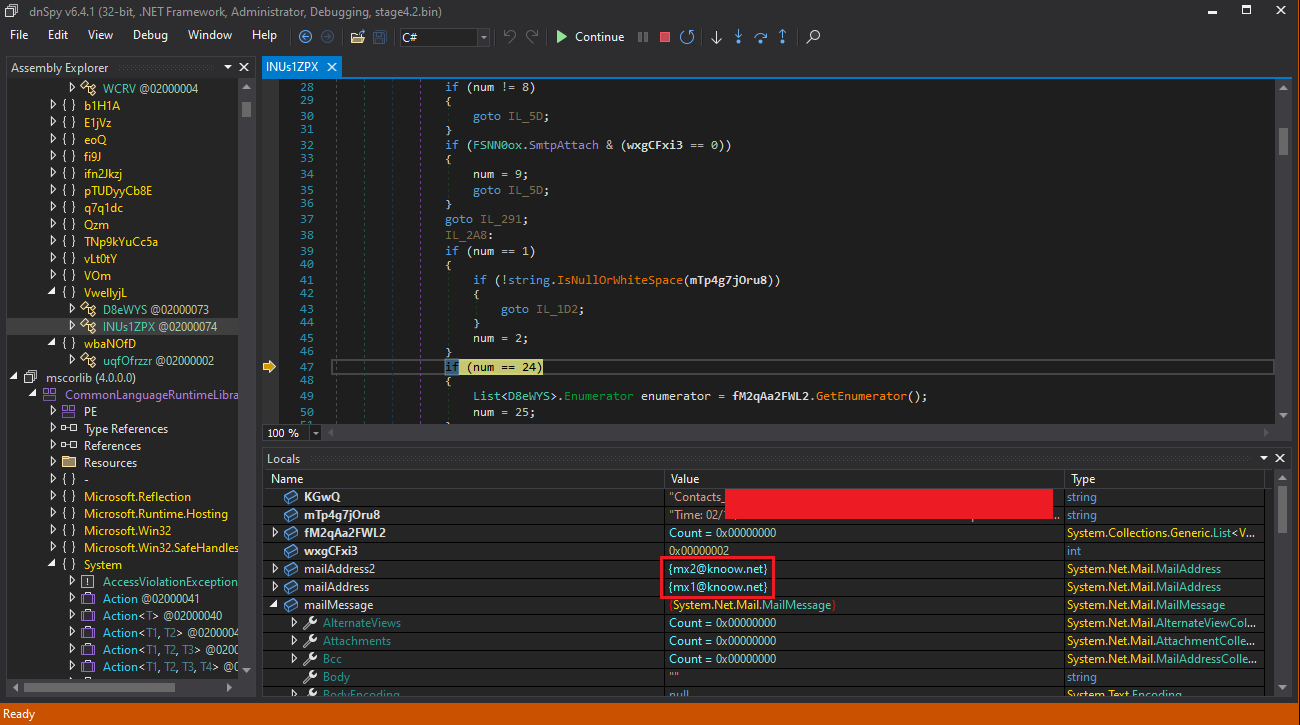 dnSpy v6.4.1 (32-bit, .NET Framework, Administrator, Debugging, stage4.2.bin)
File Edit View Debug Window Help C# Continue
Assembly Explorer
WCRV @02000004
b1H1A
E1jVz
eoQ
fi9J
ifn2Jkzj
pTUDyyCb8E
q7q1dc
Qzm
TNp9kYuCc5a
vLt0tY
VOm
VwellyjL
D8eWYS @02000073
INUs1ZPX @02000074
wbaNOfD
uqfOfrzzr @02000002
mscorlib (4.0.0.0)
CommonLanguageRuntimeLibra
PE
Type References
References
Resources
-
Microsoft.Reflection
Microsoft.Runtime.Hosting
Microsoft.Win32
Microsoft.Win32.SafeHandles
System
AccessViolationException
Action @02000041
Action<T> @02000040
Action<T1, T2> @0200004
Action<T1, T2, T3> @0200
Action<T1, T2, T3, T4> @0
INUs1ZPX
28 if (num != 8)
29 {
30 goto IL_5D;
31 }
32 if (FSNN0ox.SmtpAttach & (wxgCFxi3 == 0))
33 {
34 num = 9;
35 goto IL_5D;
36 }
37 goto IL_291;
38 IL_2A8:
39 if (num == 1)
40 {
41 if (!string.IsNullOrWhiteSpace(mTp4g7jOru8))
42 {
43 goto IL_1D2;
44 }
45 num = 2;
46 }
47 if (num == 24)
48 {
49 List<D8eWYS>.Enumerator enumerator = fM2qAa2FWL2.GetEnumerator();
50 num = 25;
100 %
Locals
Name Value Type
KGwQ "Contacts_ string
mTp4g7jOru8 "Time: 02/ ... string
fM2qAa2FWL2 Count = 0x00000000 System.Collections.Generic.List<V...
wxgCFxi3 0x00000002 int
mailAddress2 {mx2@knoow.net} System.Net.Mail.MailAddress
mailAddress {mx1@knoow.net} System.Net.Mail.MailAddress
mailMessage {System.Net.Mail.MailMessage} System.Net.Mail.MailMessage
AlternateViews Count = 0x00000000 System.Net.Mail.AlternateViewCol...
Attachments Count = 0x00000000 System.Net.Mail.AttachmentColle...
Bcc Count = 0x00000000 System.Net.Mail.MailAddressColle...
Body "" string
BodyEncoding null System.Text.Encoding
Ready